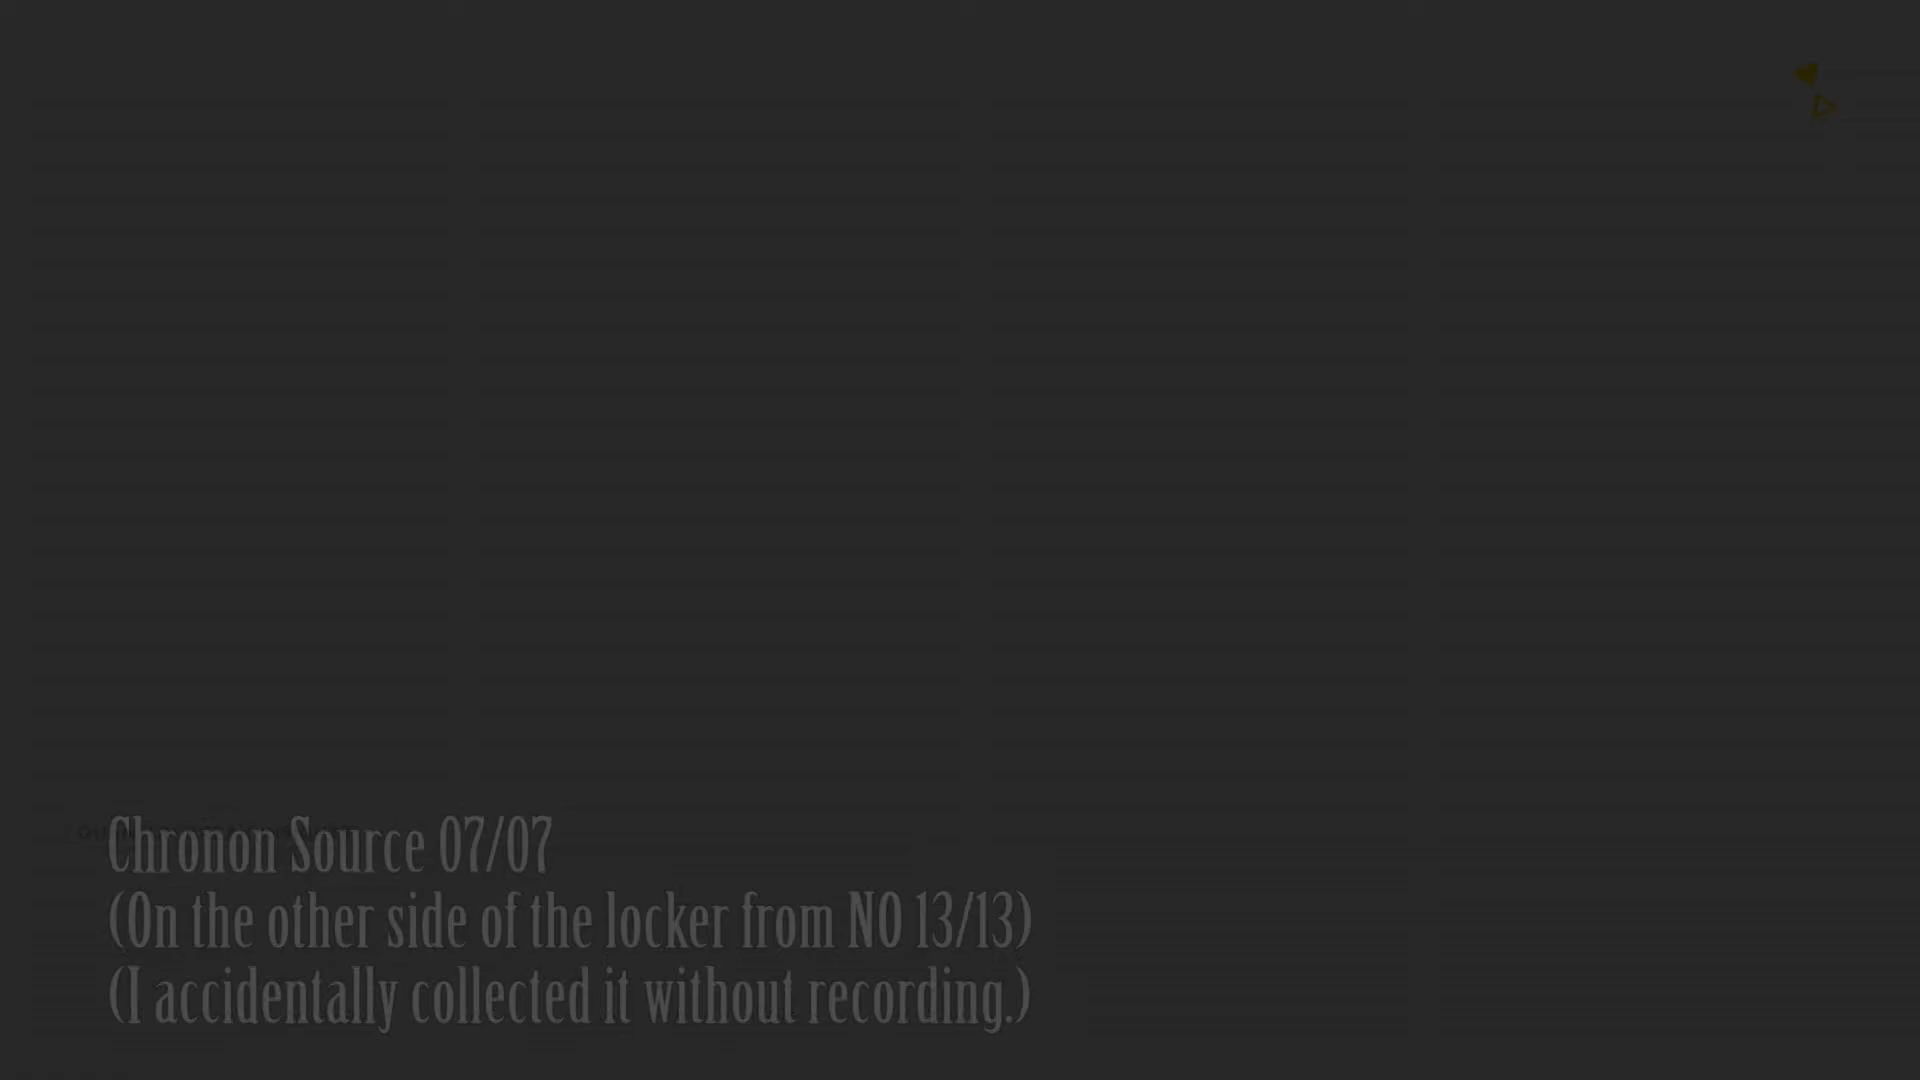 Chronon Source 07/07
(On the other side of the locker from NO 13/13)
(I accidentally collected it without recording.)